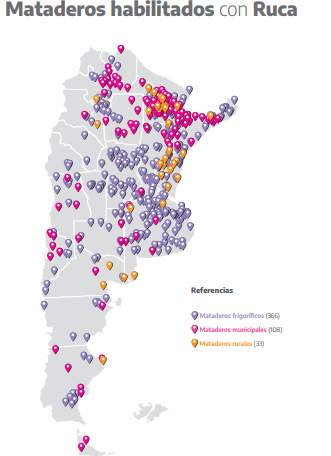 Mataderos habilitados con Ruca
Referencias
Mataderos frigoríficos (366)
Mataderos municipales (108)
Mataderos rurales (33)